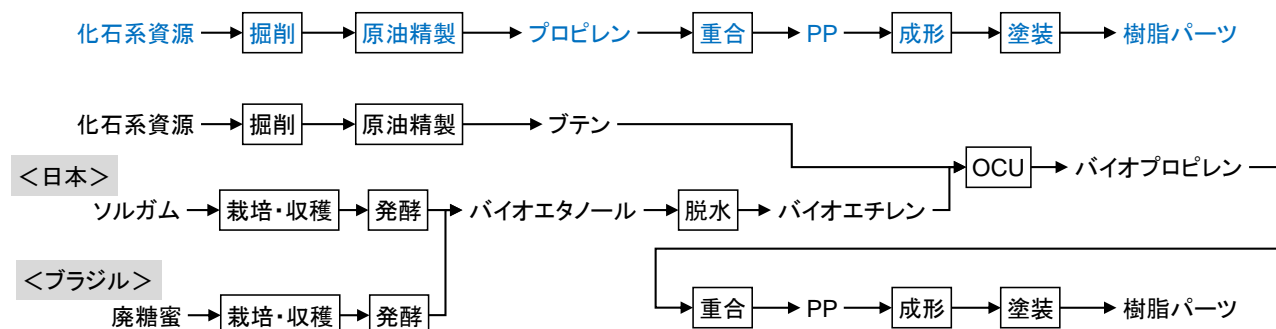 化石系資源 掘削 原油精製 プロピレン 重合 PP 成形 塗装 樹脂パーツ
化石系資源 掘削 原油精製 ブテン
OCU バイオプロピレン
＜日本＞
ソルガム 栽培・収穫 発酵 バイオエタノール 脱水 バイオエチレン
＜ブラジル＞
廃糖蜜 栽培・収穫 発酵
重合 PP 成形 塗装 樹脂パーツ